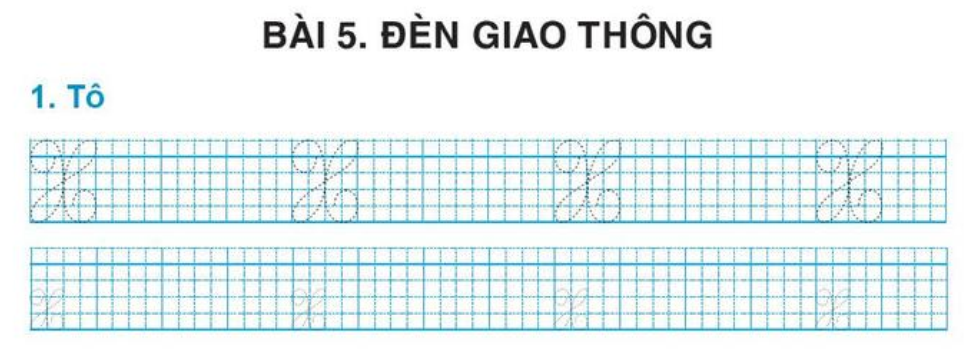 BÀI 5. ĐÈN GIAO THÔNG
1. Tô
X X X X
X X X X